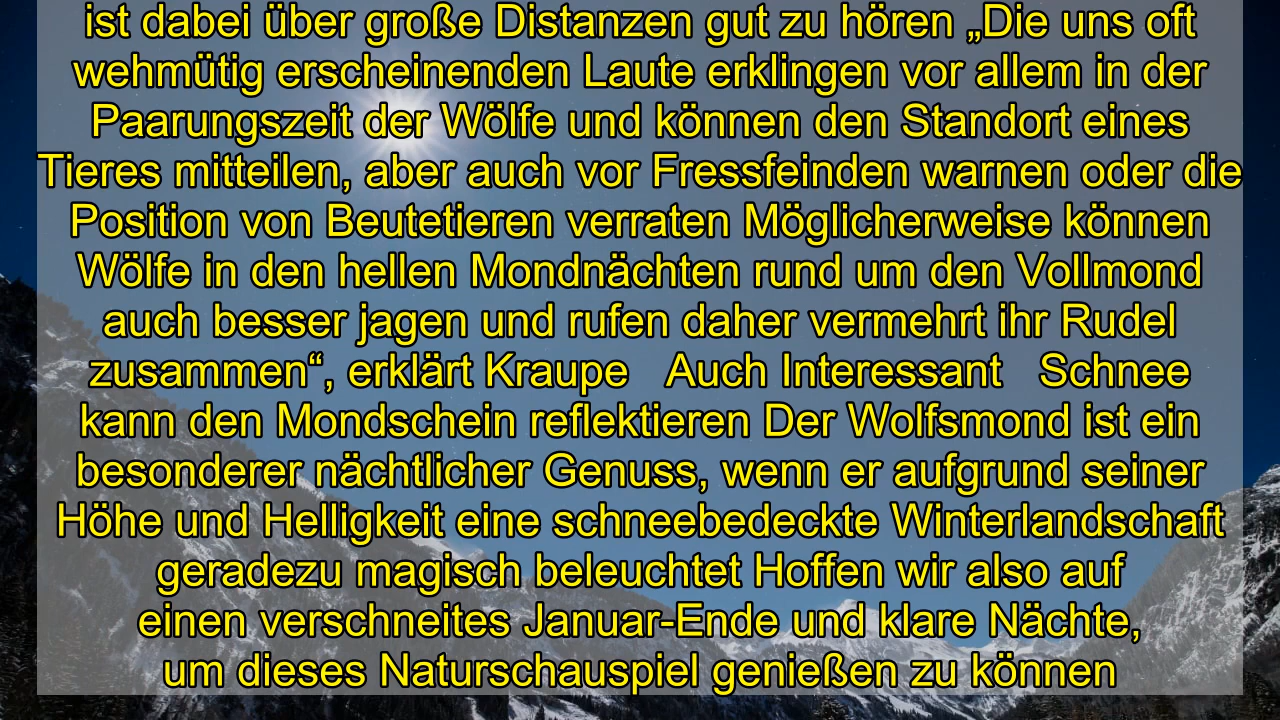 ist dabei über große Distanzen gut zu hören „Die uns oft
wehmütig erscheinenden Laute erklingen vor allem in der
Paarungszeit der Wölfe und können den Standort eines
Tieres mitteilen, aber auch vor Fressfeinden warnen oder die
Position von Beutetieren verraten Möglicherweise können
Wölfe in den hellen Mondnächten rund um den Vollmond
auch besser jagen und rufen daher vermehrt ihr Rudel
zusammen“, erklärt Kraupe   Auch Interessant   Schnee
kann den Mondschein reflektieren Der Wolfsmond ist ein
besonderer nächtlicher Genuss, wenn er aufgrund seiner
Höhe und Helligkeit eine schneebedeckte Winterlandschaft
geradezu magisch beleuchtet Hoffen wir also auf
einen verschneites Januar-Ende und klare Nächte,
um dieses Naturschauspiel genießen zu können